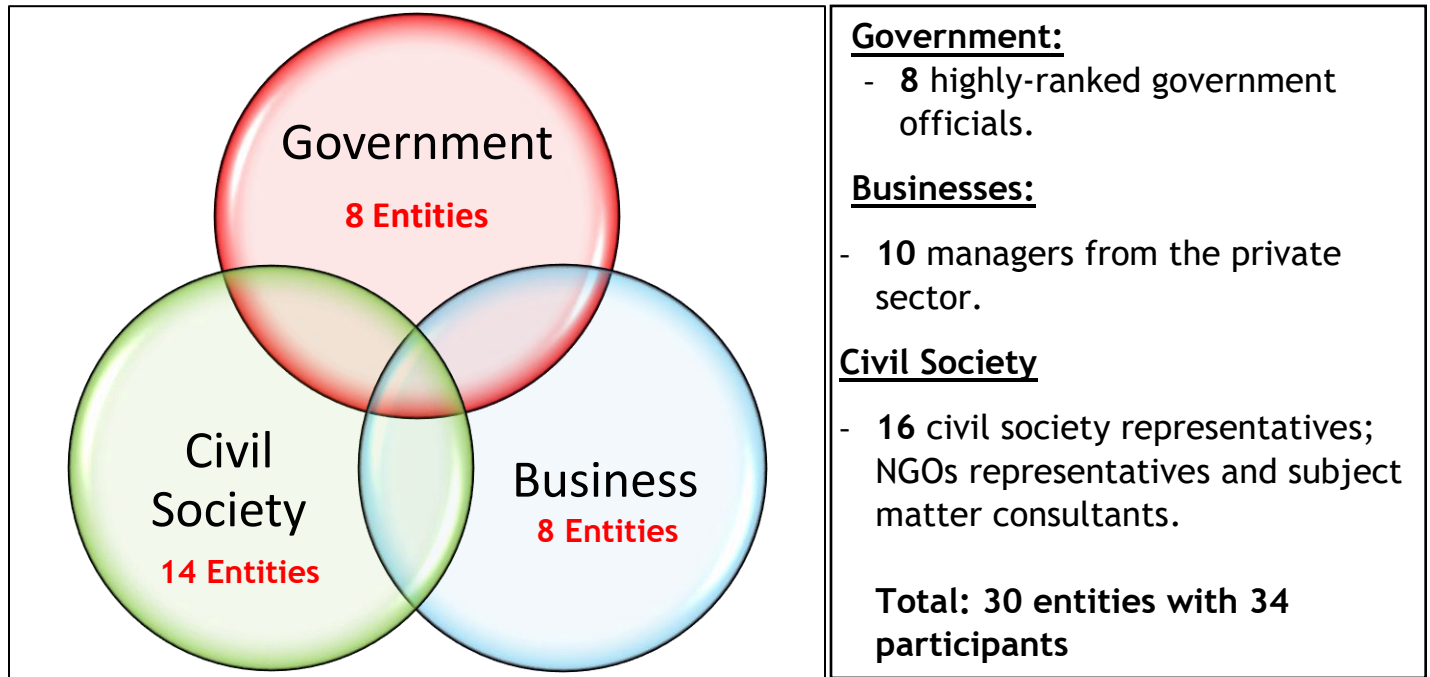 Government
8 Entities
Civil
Society
14 Entities
Business
8 Entities
Government:
- 8 highly-ranked government
officials.
Businesses:
- 10 managers from the private
sector.
Civil Society
- 16 civil society representatives;
NGOs representatives and subject
matter consultants.
Total: 30 entities with 34
participants